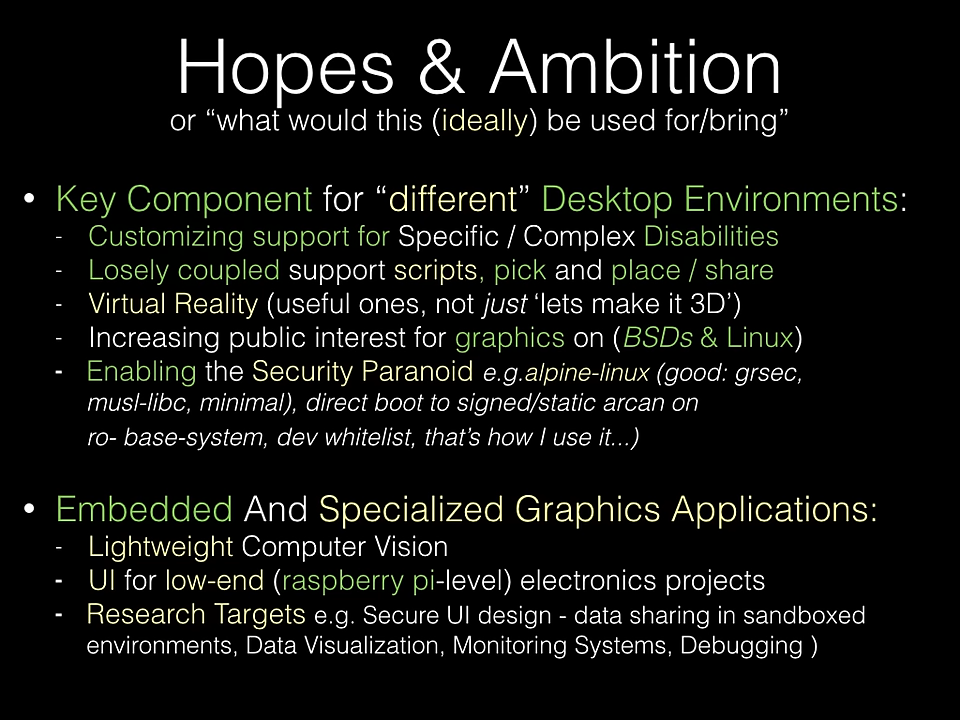 Hopes & Ambition
or “what would this (ideally) be used for/bring”
• Key Component for “different” Desktop Environments:
- Customizing support for Specific / Complex Disabilities
- Losely coupled support scripts, pick and place / share
- Virtual Reality (useful ones, not just ‘lets make it 3D’)
- Increasing public interest for graphics on (BSDs & Linux)
- Enabling the Security Paranoid e.g.alpine-linux (good: grsec,
musl-libc, minimal), direct boot to signed/static arcan on
ro- base-system, dev whitelist, that’s how I use it...)
• Embedded And Specialized Graphics Applications:
- Lightweight Computer Vision
- UI for low-end (raspberry pi-level) electronics projects
- Research Targets e.g. Secure UI design - data sharing in sandboxed
environments, Data Visualization, Monitoring Systems, Debugging )